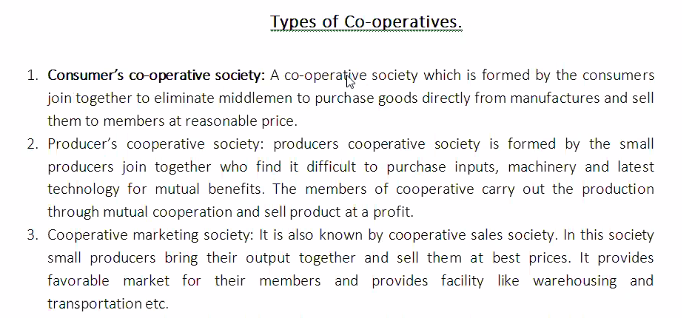 Types of Co-operatives.
1. Consumer's co-operative society: A co-operative society which is formed by the consumers
join together to eliminate middlemen to purchase goods directly from manufactures and sell
them to members at reasonable price.
2. Producer's cooperative society: producers cooperative society is formed by the small
producers join together who find it difficult to purchase inputs, machinery and latest
technology for mutual benefits. The members of cooperative carry out the production
through mutual cooperation and sell product at a profit.
3. Cooperative marketing society: It is also known by cooperative sales society. In this society
small producers bring their output together and sell them at best prices. It provides
favorable market for their members and provides facility like warehousing and
transportation etc.